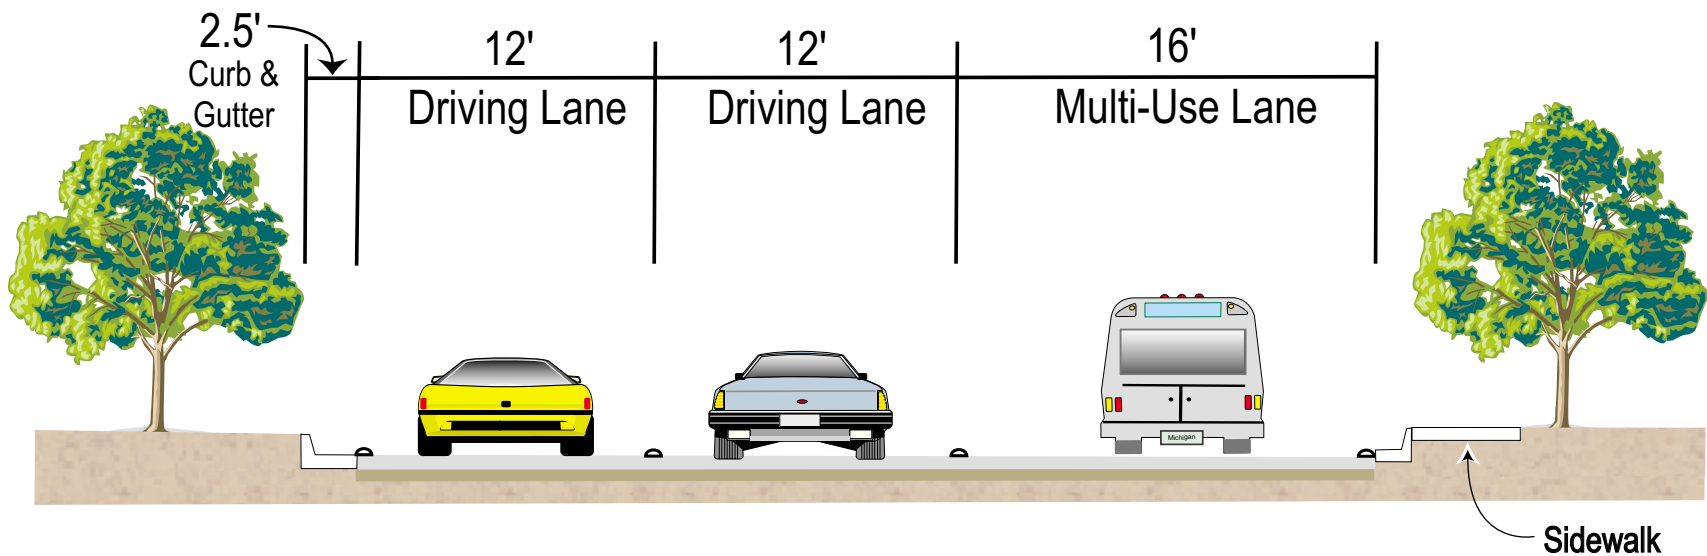 2.5'
Curb &
Gutter
12'
Driving Lane
12'
Driving Lane
16'
Multi-Use Lane
Michigan
Sidewalk